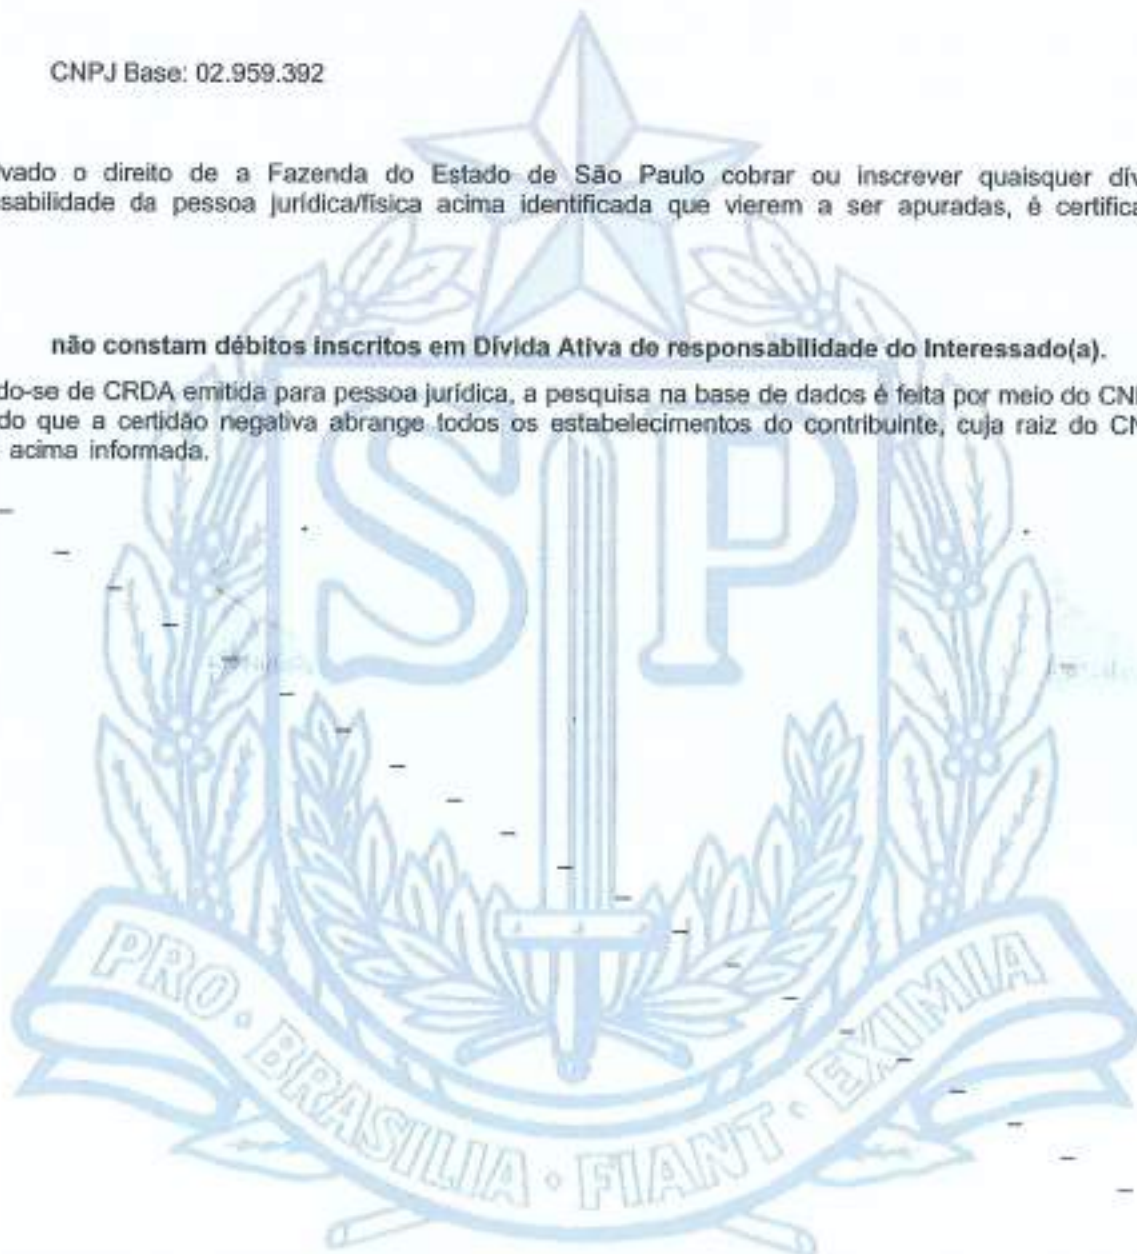 CNPJ Base: 02.959.392
vado o direito de a Fazenda do Estado de São Paulo cobrar ou inscrever quaisquer dív
sabilidade da pessoa jurídica/física acima identificada que vierem a ser apuradas, é certifica
não constam débitos inscritos em Dívida Ativa de responsabilidade do Interessado(a).
do-se de CRDA emitida para pessoa jurídica, a pesquisa na base de dados é feita por meio do CN
do que a certidão negativa abrange todos os estabelecimentos do contribuinte, cuja raiz do CN
acima informada.
SP
PRO · BRASILIA · FIANT · EXIMIA